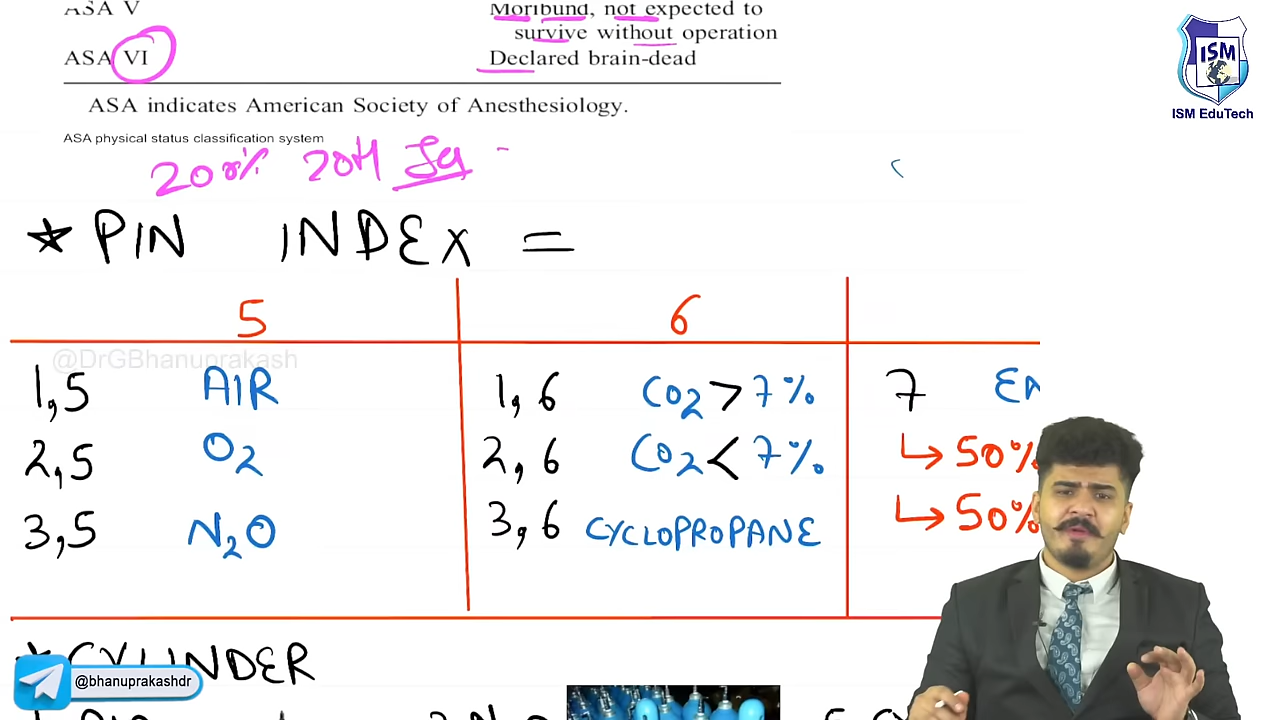 ASA V Moribund, not expected to
survive without operation
ASA VI Declared brain-dead
ASA indicates American Society of Anesthesiology.
ASA physical status classification system
ISM
ISM EduTech
* PIN INDEX =
5 6
@DrGBhanuprakash
1,5 AIR 1,6 CO2 > 7% 7
2,5 O2 2,6 CO2 < 7% ↳ 50%
3,5 N2O 3,6 CYCLOPROPANE ↳ 50%
* CYLINDER
@bhanuprakashdr